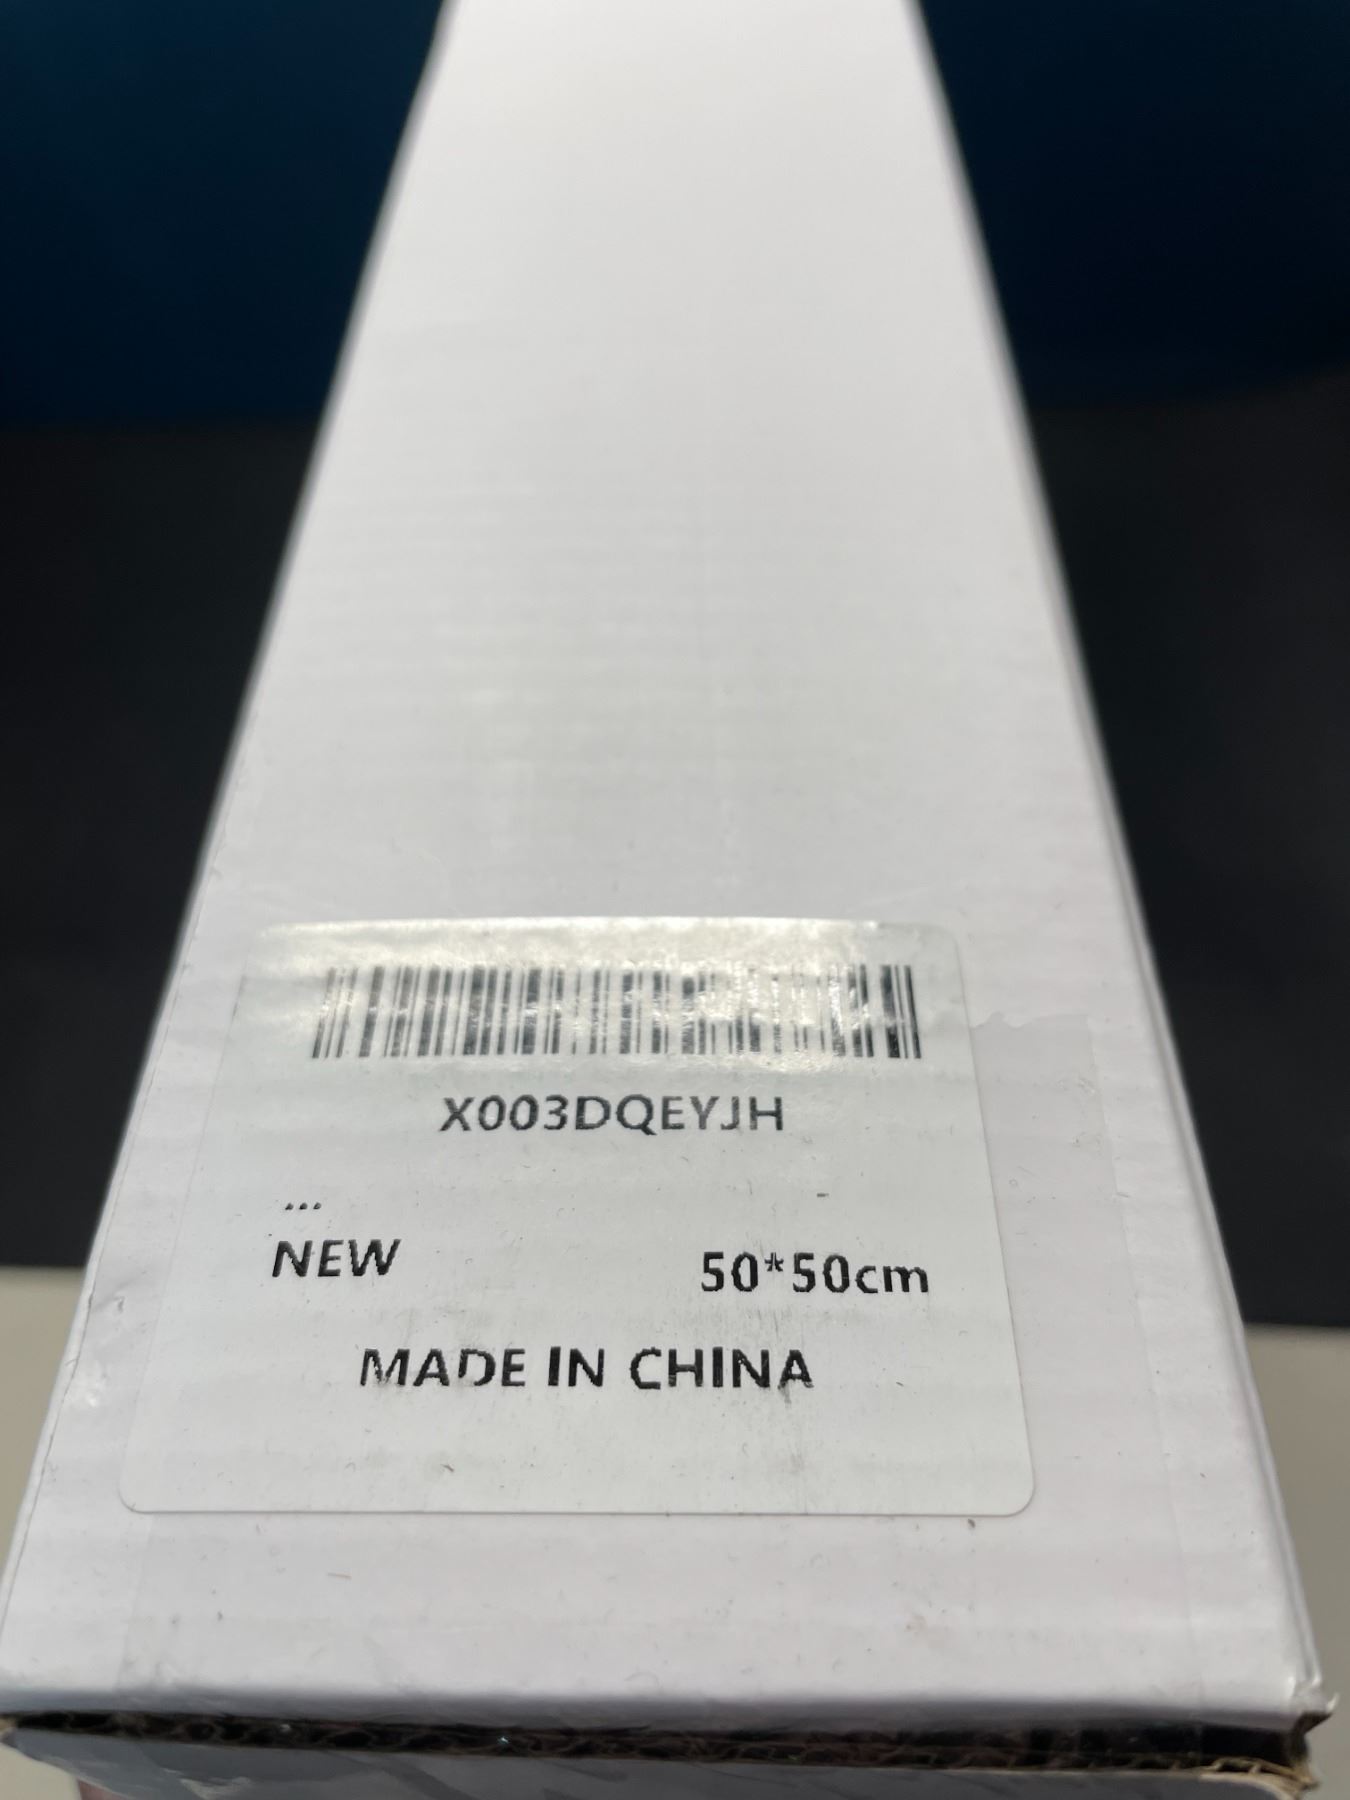 X003DQEYJH
...
NEW 50*50cm
MADE IN CHINA